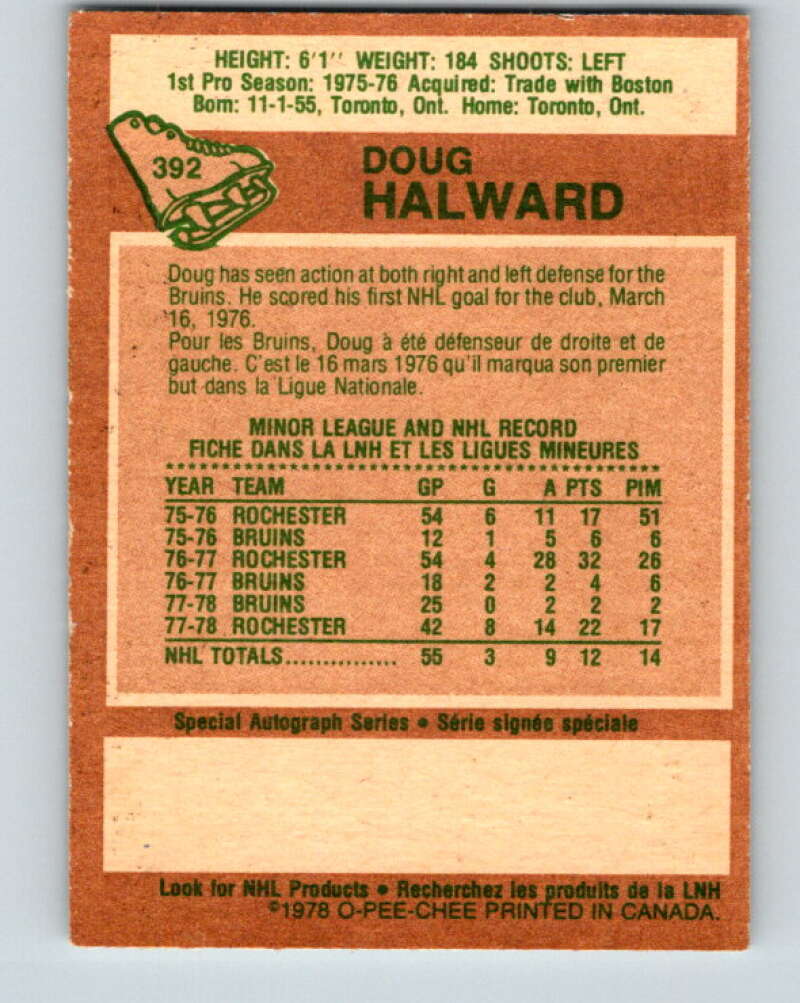 HEIGHT: 6'1'' WEIGHT: 184 SHOOTS: LEFT
1st Pro Season: 1975-76 Acquired: Trade with Boston
Born: 11-1-55, Toronto, Ont. Home: Toronto, Ont.
392
DOUG
HALWARD
Doug has seen action at both right and left defense for the
Bruins. He scored his first NHL goal for the club, March
16, 1976.
Pour les Bruins, Doug à été défenseur de droite et de
gauche. C'est le 16 mars 1976 qu'il marqua son premier
but dans la Ligue Nationale.
MINOR LEAGUE AND NHL RECORD
FICHE DANS LA LNH ET LES LIGUES MINEURES
YEAR TEAM GP G A PTS PIM
75-76 ROCHESTER 54 6 11 17 51
75-76 BRUINS 12 1 5 6 6
76-77 ROCHESTER 54 4 28 32 26
76-77 BRUINS 18 2 2 4 6
77-78 BRUINS 25 0 2 2 2
77-78 ROCHESTER 42 8 14 22 17
NHL TOTALS............... 55 3 9 12 14
Special Autograph Series • Série signée spéciale
Look for NHL Products • Recherchez les produits de la LNH
©1978 O-PEE-CHEE PRINTED IN CANADA.